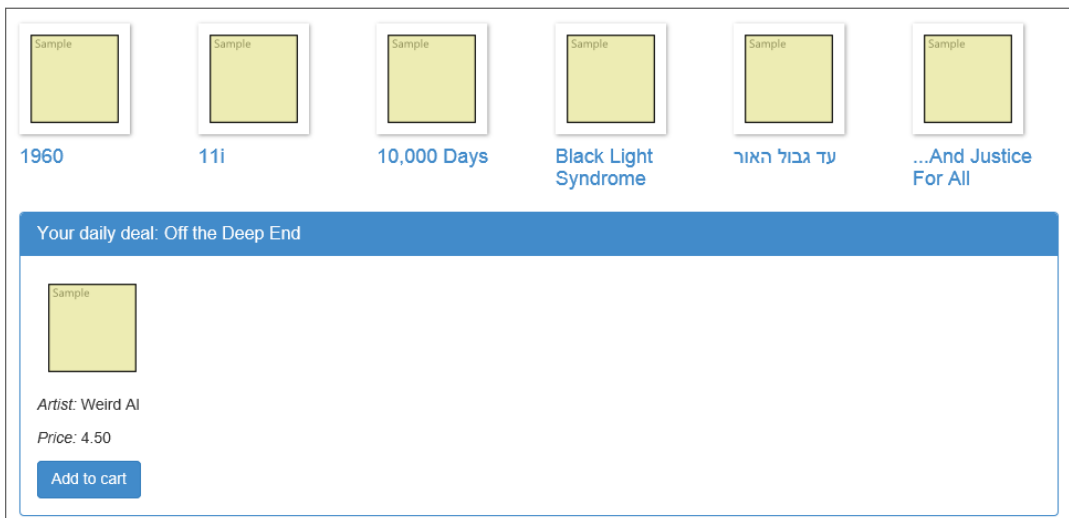 Sample
Sample
Sample
Sample
Sample
Sample
1960
11i
10,000 Days
Black Light
Syndrome
עד גבול האור
...And Justice
For All
Your daily deal: Off the Deep End
Sample
Artist: Weird Al
Price: 4.50
Add to cart